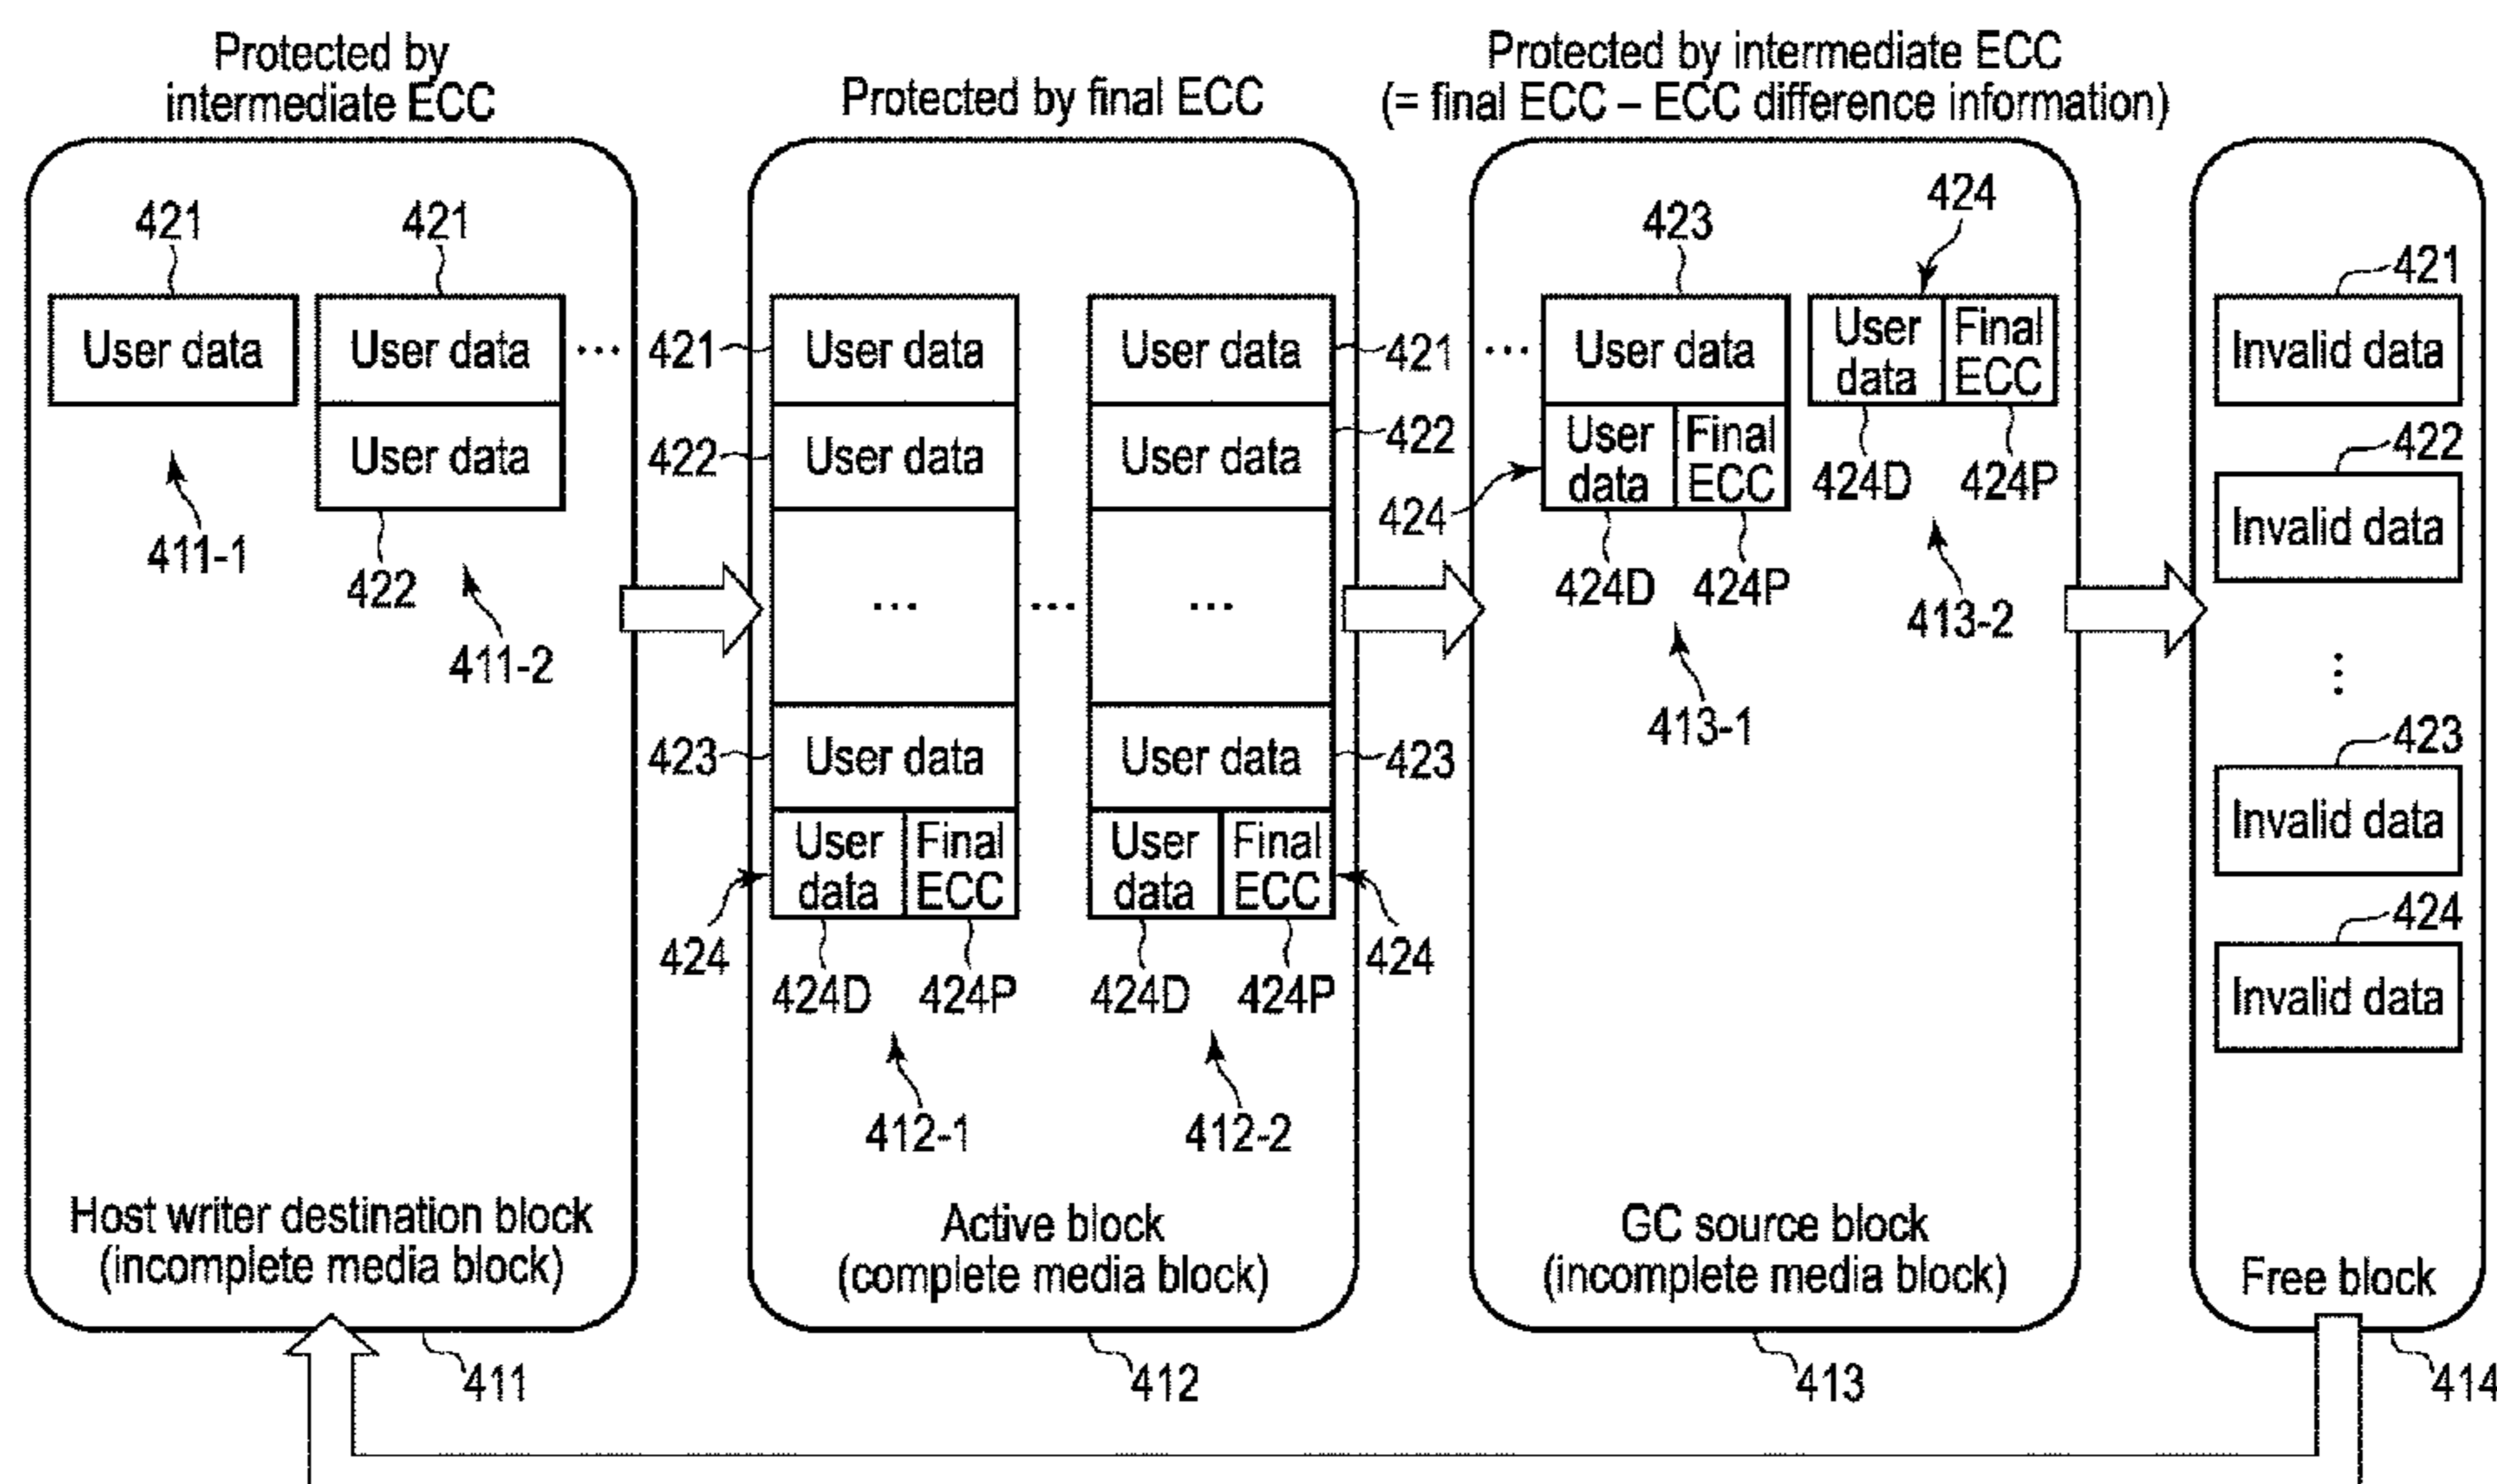 Protected by
intermediate ECC
421
421
User data
User data
...
User data
411-1
422
411-2
Host writer destination block
(incomplete media block)
411
Protected by final ECC
421
User data
User data
421
422
User data
User data
422
...
...
...
423
User data
User data
423
User
data
Final
ECC
User
data
Final
ECC
424
424
424D
424P
424D
424P
412-1
412-2
Active block
(complete media block)
412
Protected by intermediate ECC
(= final ECC – ECC difference information)
423
424
...
User data
User
data
Final
ECC
User
data
Final
ECC
424
424D
424P
424D
424P
413-1
413-2
GC source block
(incomplete media block)
413
421
Invalid data
422
Invalid data
...
423
Invalid data
424
Invalid data
Free block
414